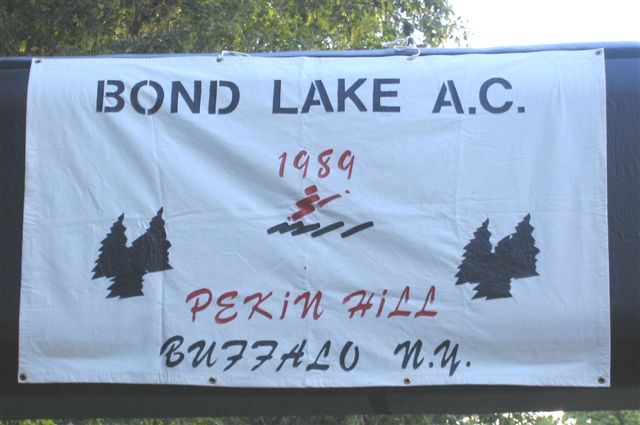 BOND LAKE A.C.
1989
PEKiN HiLL
BUFFALO N.Y.